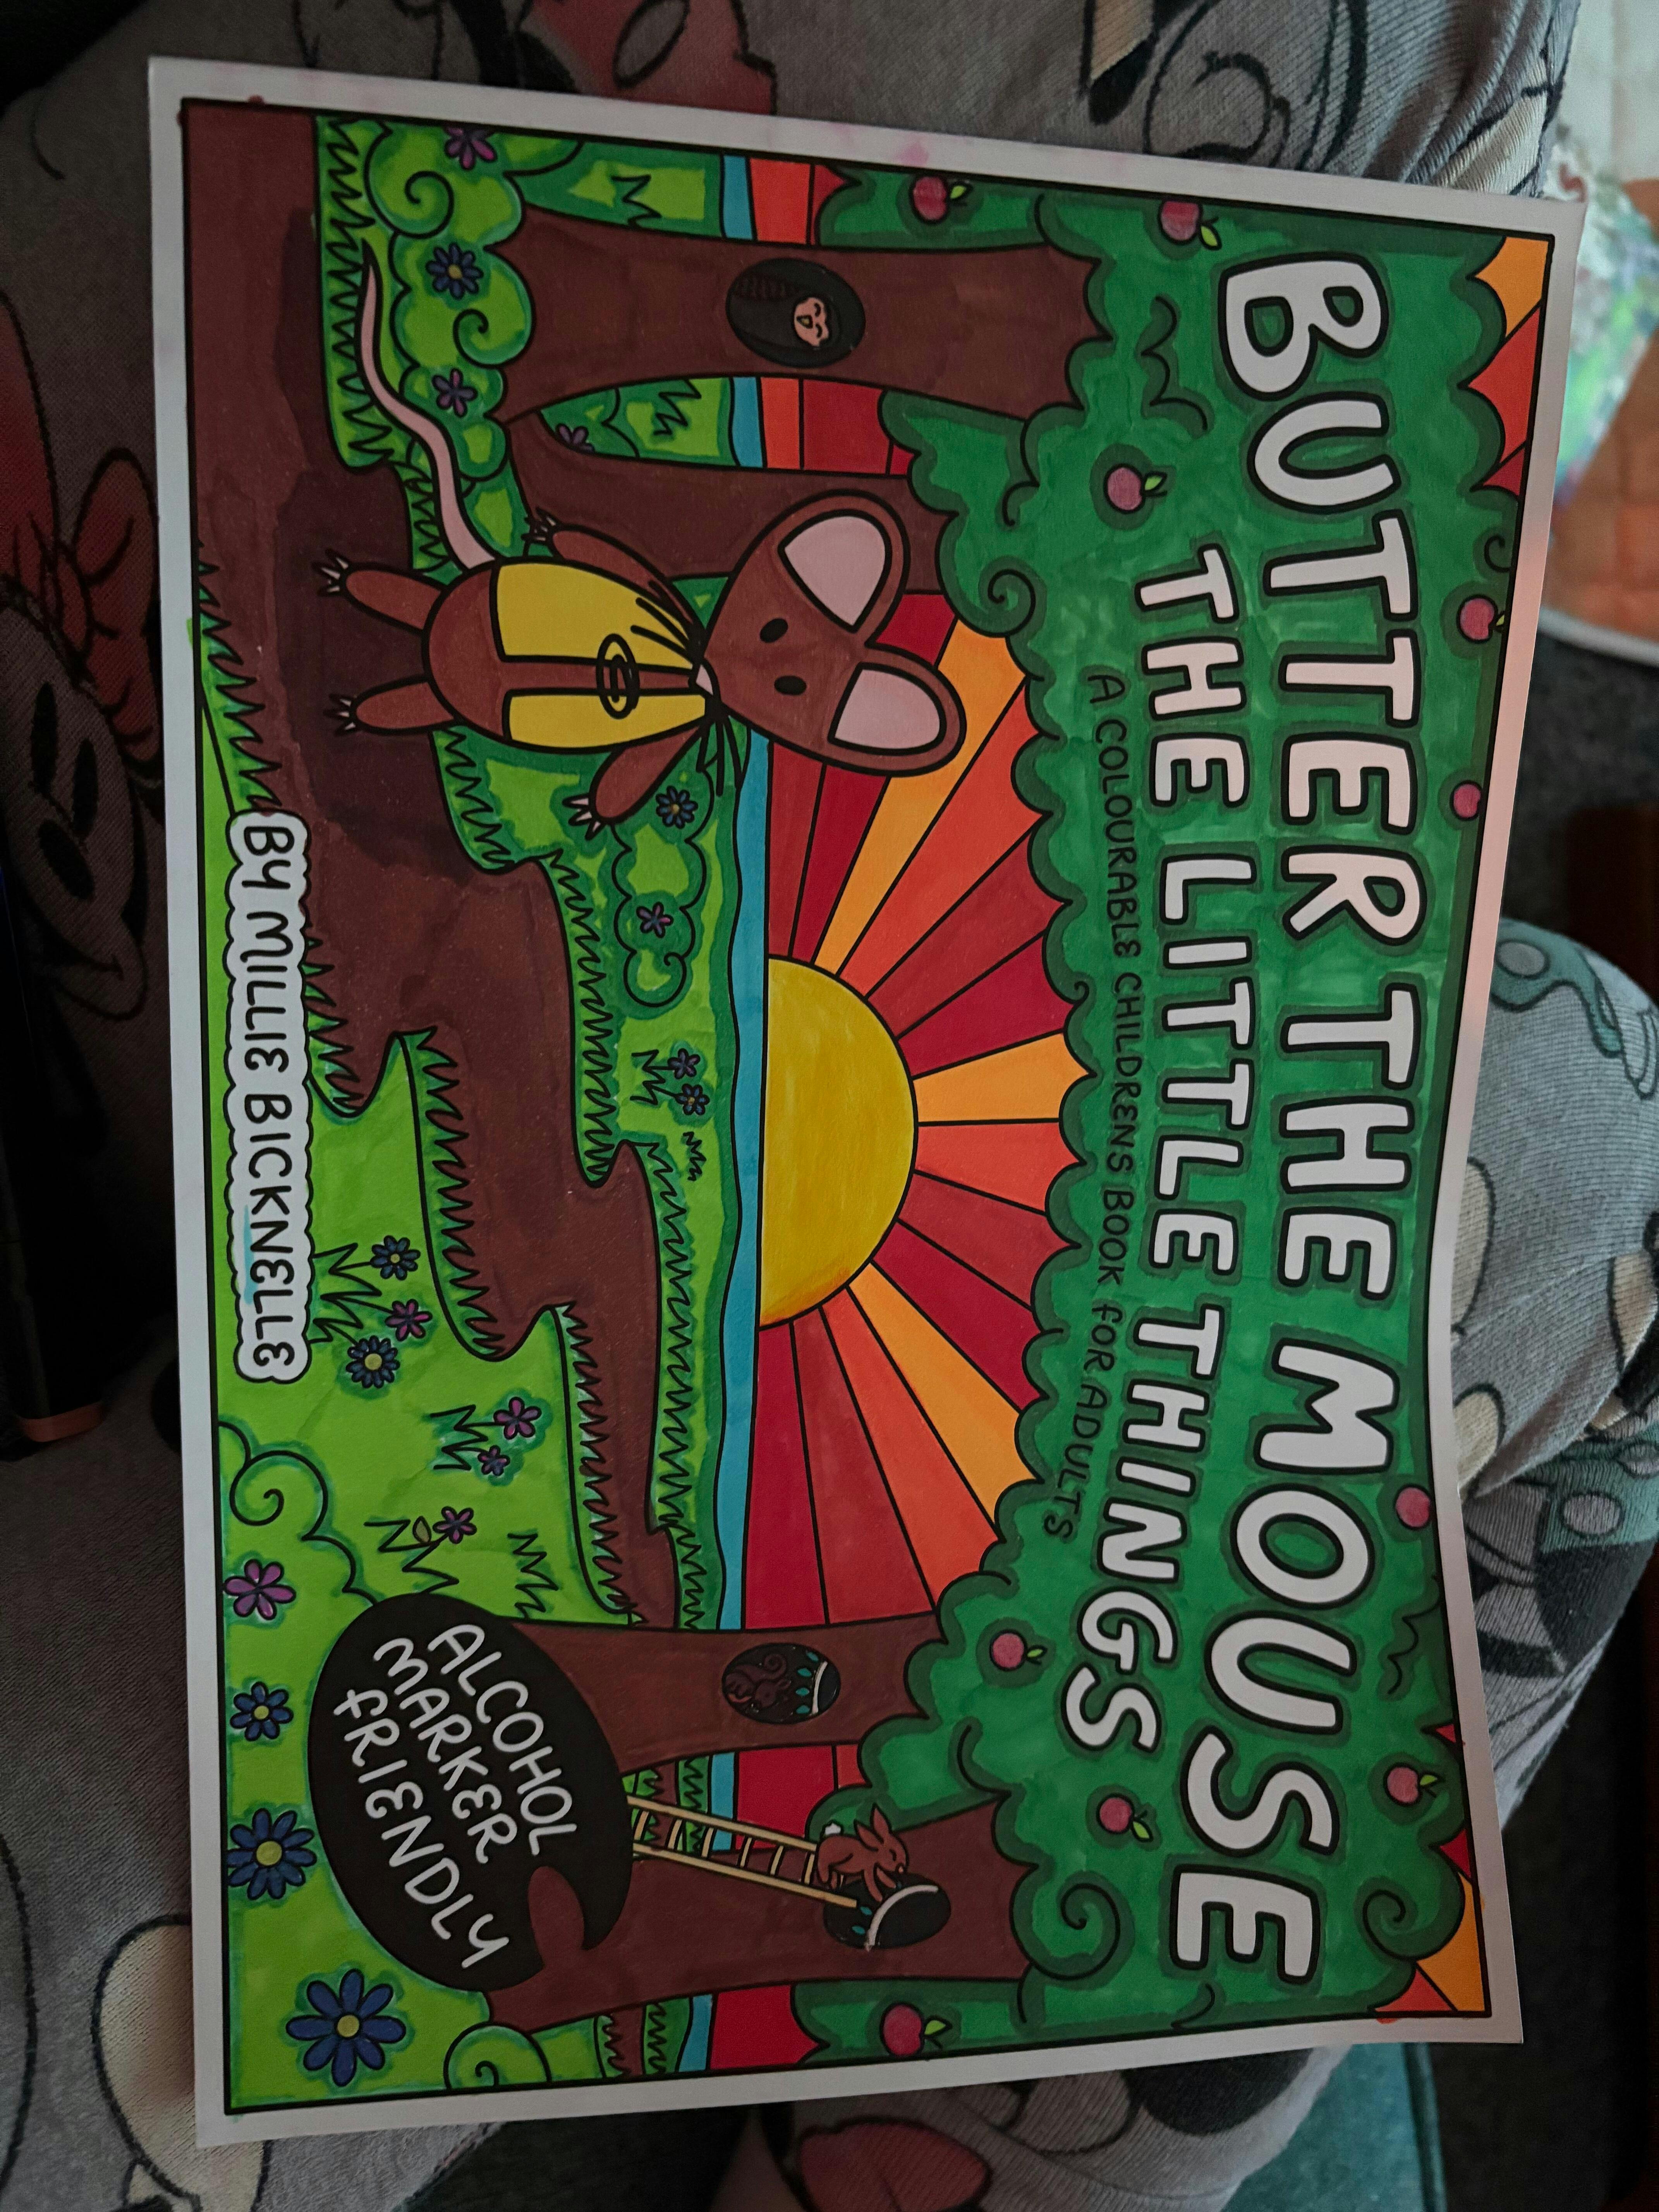 BUTTER THE MOUSE
THE LITTLE THINGS
A COLOURABLE CHILDRENS BOOK FOR ADULTS
ALCOHOL
MARKER
FRIENDLY
BY MILLIE BICKNELLE